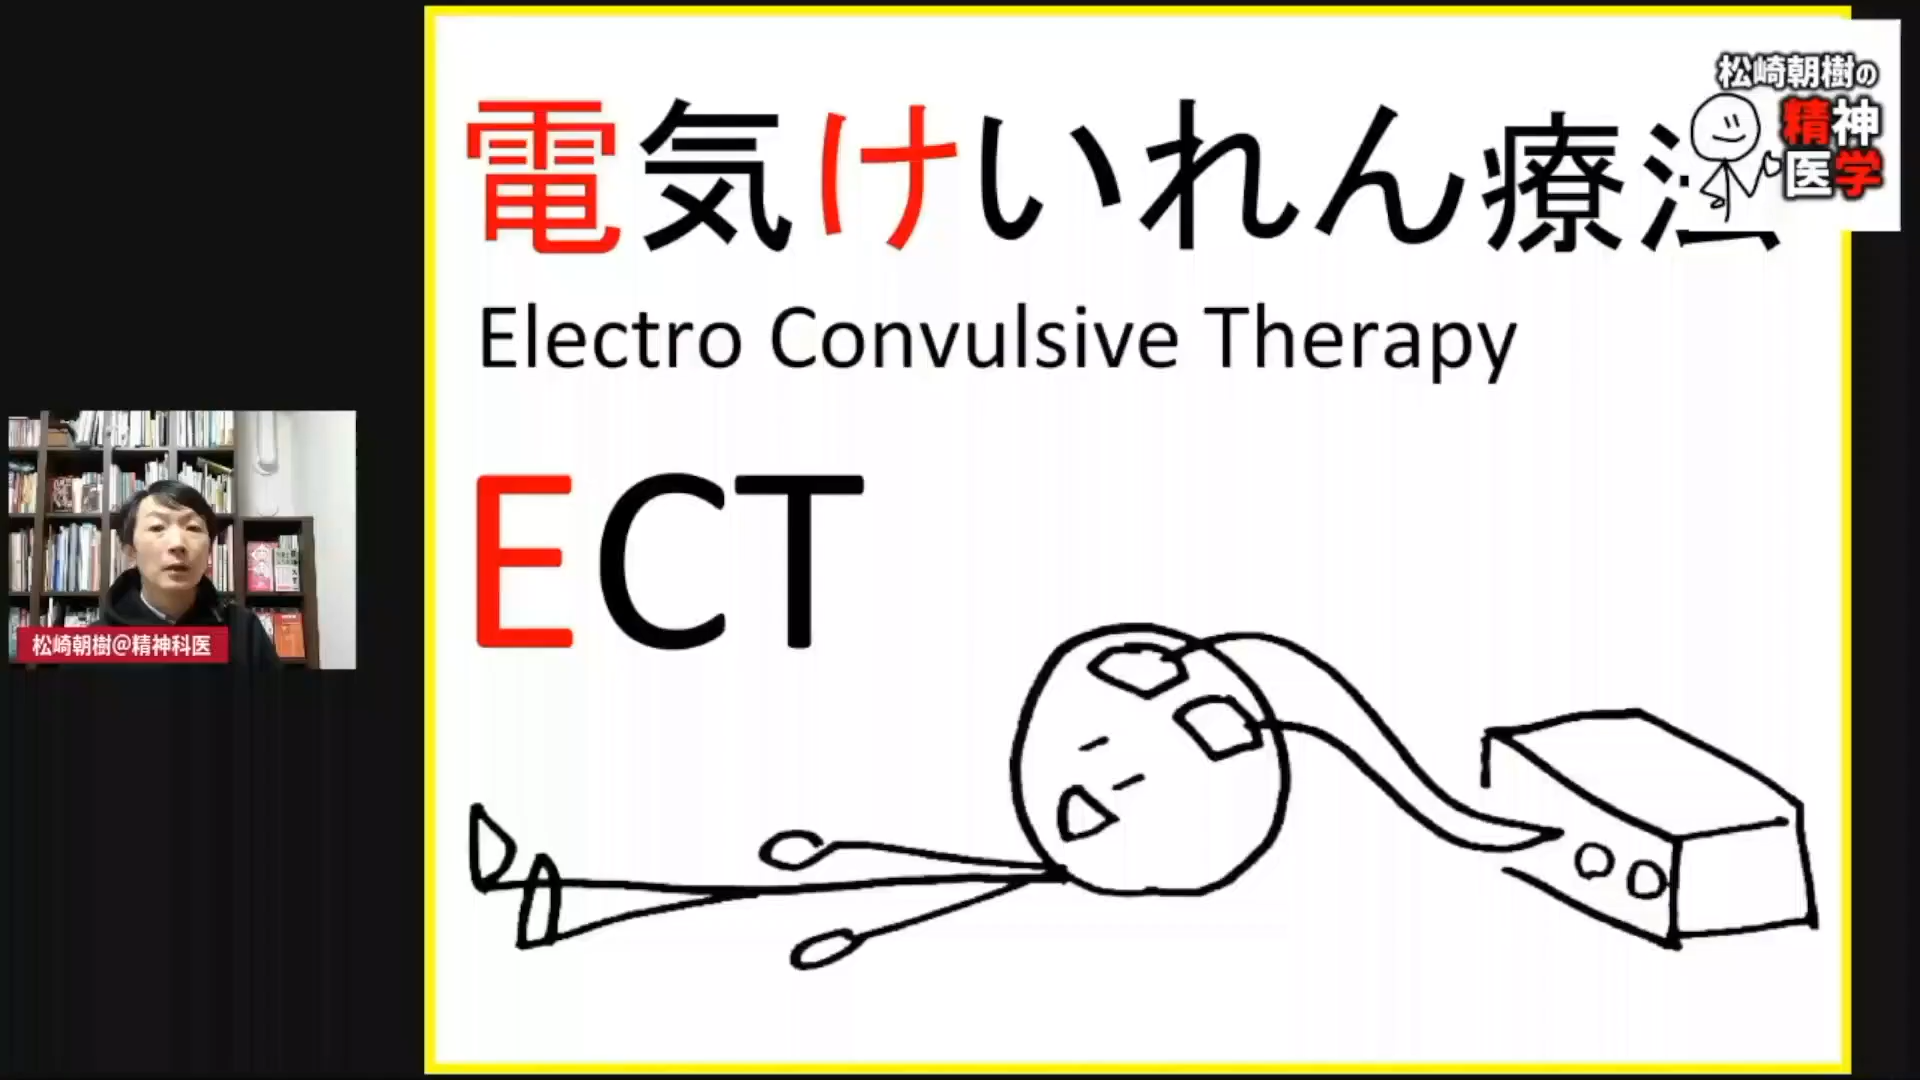 電気けいれん療法
Electro Convulsive Therapy
ECT
松崎朝樹の
精神
医学
松崎朝樹@精神科医